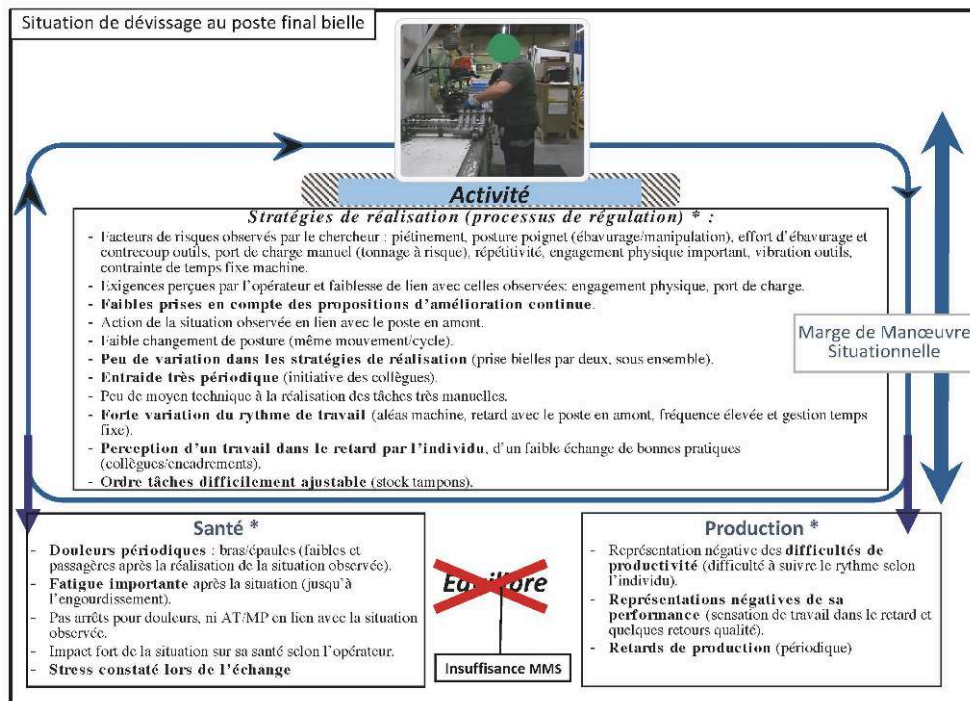 Situation de dévissage au poste final bielle
Activité
Stratégies de réalisation (processus de régulation) * :
- Facteurs de risques observés par le chercheur : piétinement, posture poignet (ébavurage/manipulation), effort d'ébavurage et
contrecoup outils, port de charge manuel (tonnage à risque), répétitivité, engagement physique important, vibration outils,
contrainte de temps fixe machine.
- Exigences perçues par l'opérateur et faiblesse de lien avec celles observées: engagement physique, port de charge.
- Faibles prises en compte des propositions d'amélioration continue.
- Action de la situation observée en lien avec le poste en amont.
- Faible changement de posture (même mouvement/cycle).
- Peu de variation dans les stratégies de réalisation (prise bielles par deux, sous ensemble).
- Entraide très périodique (initiative des collègues).
- Peu de moyen technique à la réalisation des tâches très manuelles.
- Forte variation du rythme de travail (aléas machine, retard avec le poste en amont, fréquence élevée et gestion temps
fixe).
- Perception d'un travail dans le retard par l'individu, d'un faible échange de bonnes pratiques
(collègues/encadrements).
- Ordre tâches difficilement ajustable (stock tampons).
Marge de Manœuvre
Situationnelle
Santé *
- Douleurs périodiques : bras/épaules (faibles et
passagères après la réalisation de la situation observée).
- Fatigue importante après la situation (jusqu'à
l'engourdissement).
- Pas arrêts pour douleurs, ni AT/MP en lien avec la situation
observée.
- Impact fort de la situation sur sa santé selon l'opérateur.
- Stress constaté lors de l'échange
Equilibre
Insuffisance MMS
Production *
- Représentation négative des difficultés de
productivité (difficulté à suivre le rythme selon
l'individu).
- Représentations négatives de sa
performance (sensation de travail dans le retard et
quelques retours qualité).
- Retards de production (périodique)